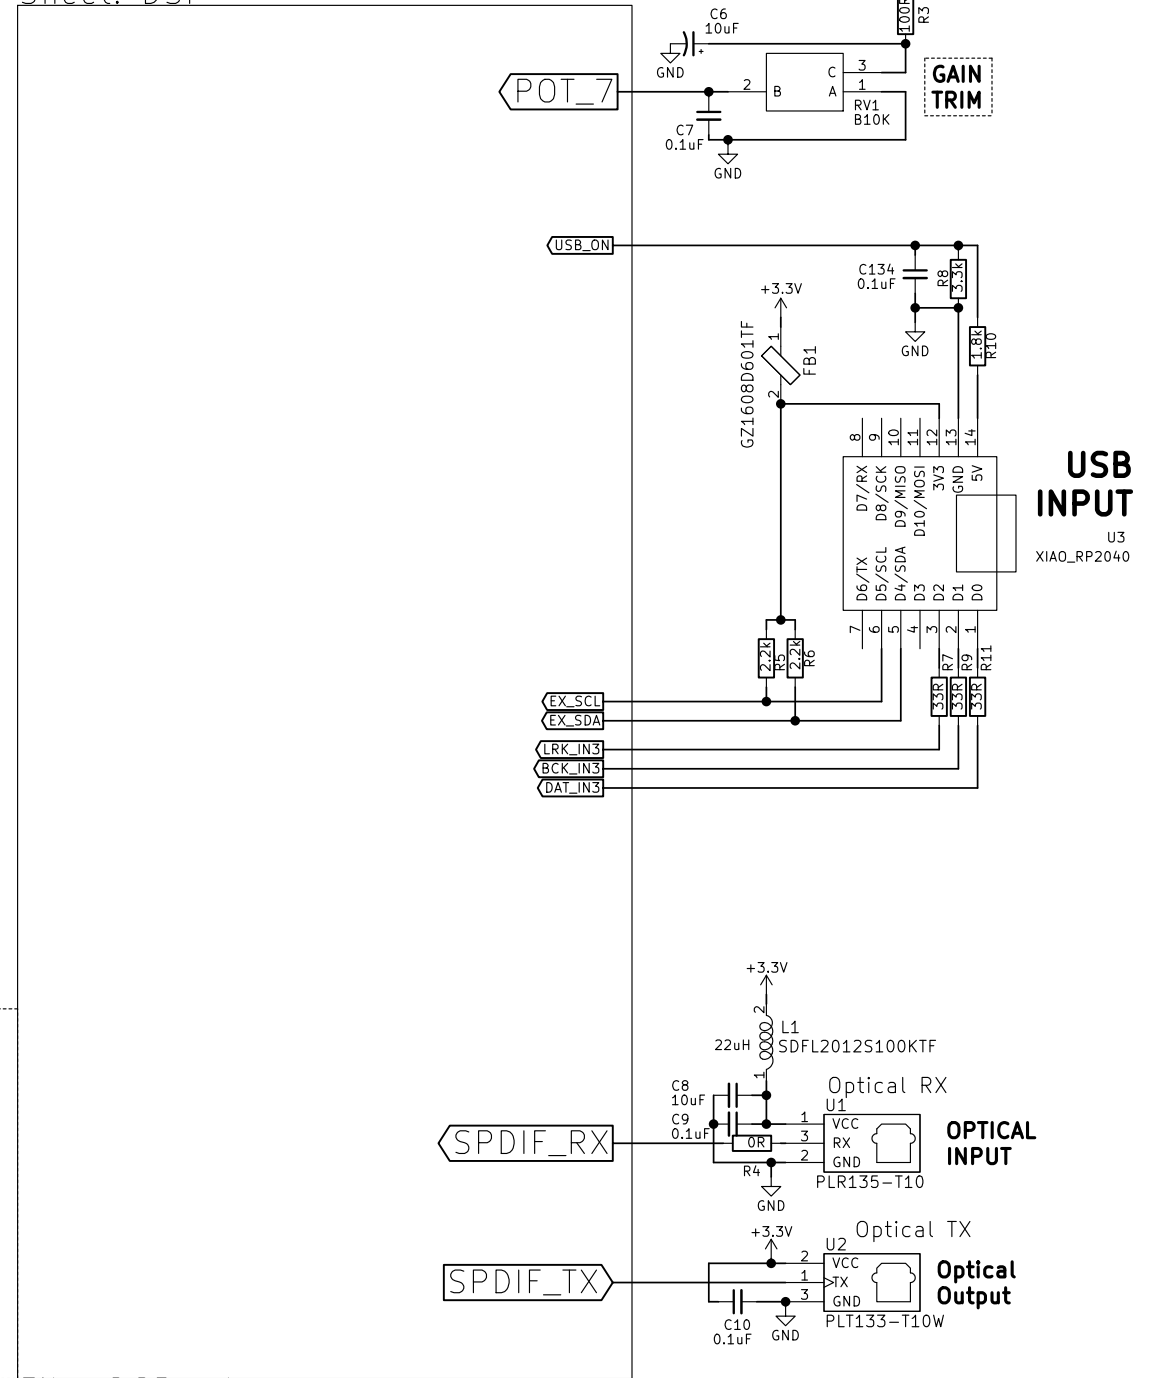 C6
10uF
100R
R3
GND
POT_7
2
B
C
A
3
1
RV1
B10K
GAIN
TRIM
C7
0.1uF
GND
USB_ON
C134
0.1uF
R8
3.3k
GND
1.8k
R10
+3.3V
1
GZ1608D601TF
FB1
2
8
9
10
11
12
13
14
D7/RX
D8/SCK
D9/MISO
D10/MOSI
3V3
GND
5V
USB
INPUT
U3
XIAO_RP2040
D6/TX
D5/SCL
D4/SDA
D3
D2
D1
D0
7
6
5
4
3
2
1
2.2k
R5
2.2k
R6
33R
R7
33R
R9
33R
R11
EX_SCL
EX_SDA
LRK_IN3
BCK_IN3
DAT_IN3
+3.3V
2
L1
22uH
SDFL2012S100KTF
1
C8
10uF
C9
0.1uF
Optical RX
U1
1
VCC
SPDIF_RX
0R
3
RX
2
GND
R4
PLR135-T10
OPTICAL
INPUT
GND
+3.3V
Optical TX
U2
2
VCC
SPDIF_TX
1
TX
3
GND
PLT133-T10W
Optical
Output
C10
0.1uF
GND